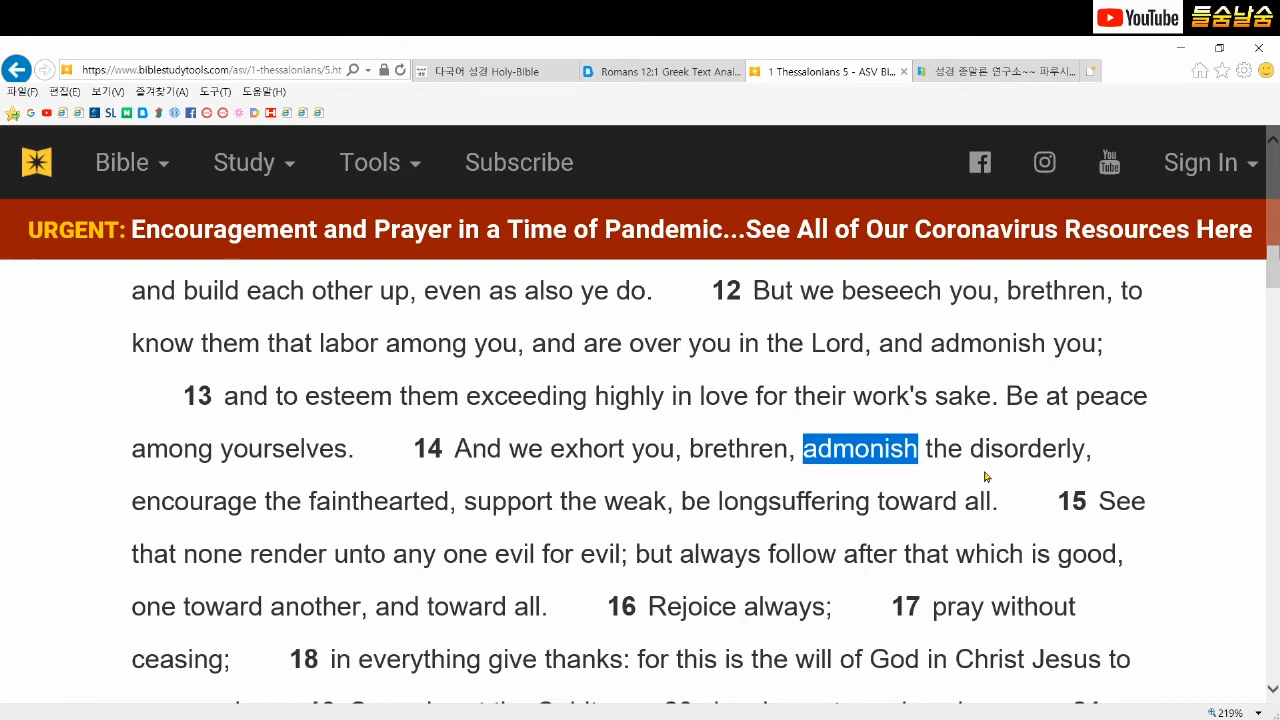 YouTube 들숨날숨
https://www.biblestudytools.com/asv/1-thessalonians/5.ht
다국어 성경 Holy-Bible
Romans 12:1 Greek Text Anal...
1 Thessalonians 5 - ASV Bi...
성경 종말론 연구소~~ 파루시...
파일(F) 편집(E) 보기(V) 즐겨찾기(A) 도구(T) 도움말(H)
Bible Study Tools Subscribe You Tube Sign In
URGENT: Encouragement and Prayer in a Time of Pandemic...See All of Our Coronavirus Resources Here
and build each other up, even as also ye do. 12 But we beseech you, brethren, to
know them that labor among you, and are over you in the Lord, and admonish you;
13 and to esteem them exceeding highly in love for their work's sake. Be at peace
among yourselves. 14 And we exhort you, brethren, admonish the disorderly,
encourage the fainthearted, support the weak, be longsuffering toward all. 15 See
that none render unto any one evil for evil; but always follow after that which is good,
one toward another, and toward all. 16 Rejoice always; 17 pray without
ceasing; 18 in everything give thanks: for this is the will of God in Christ Jesus to
219%